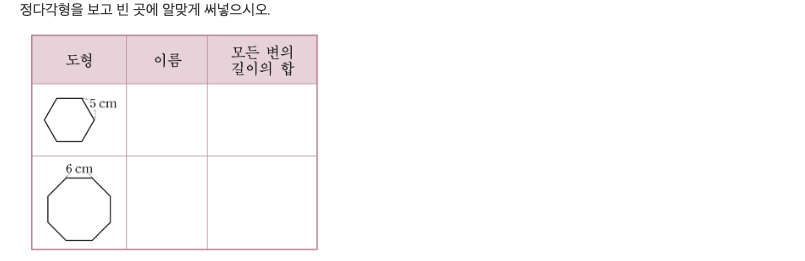 정다각형을 보고 빈 곳에 알맞게 써넣으시오.
도형
이름
모든 변의
길이의 합
5 cm
6 cm